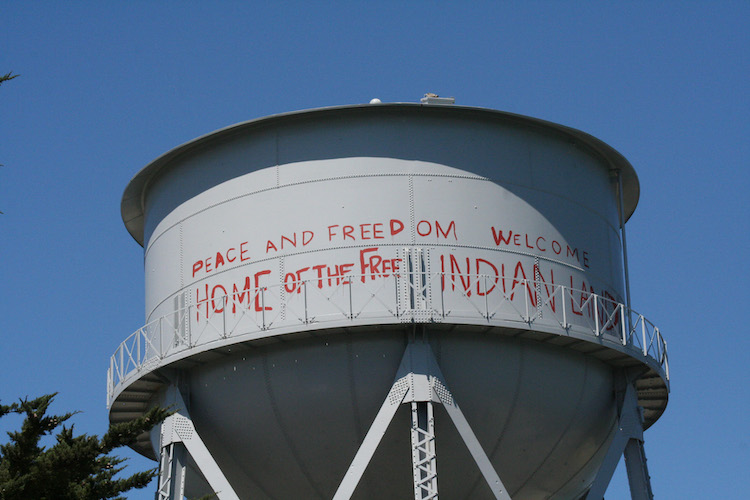 PEACE AND FREEDOM WELCOME
HOME OF THE FREE INDIAN LAND